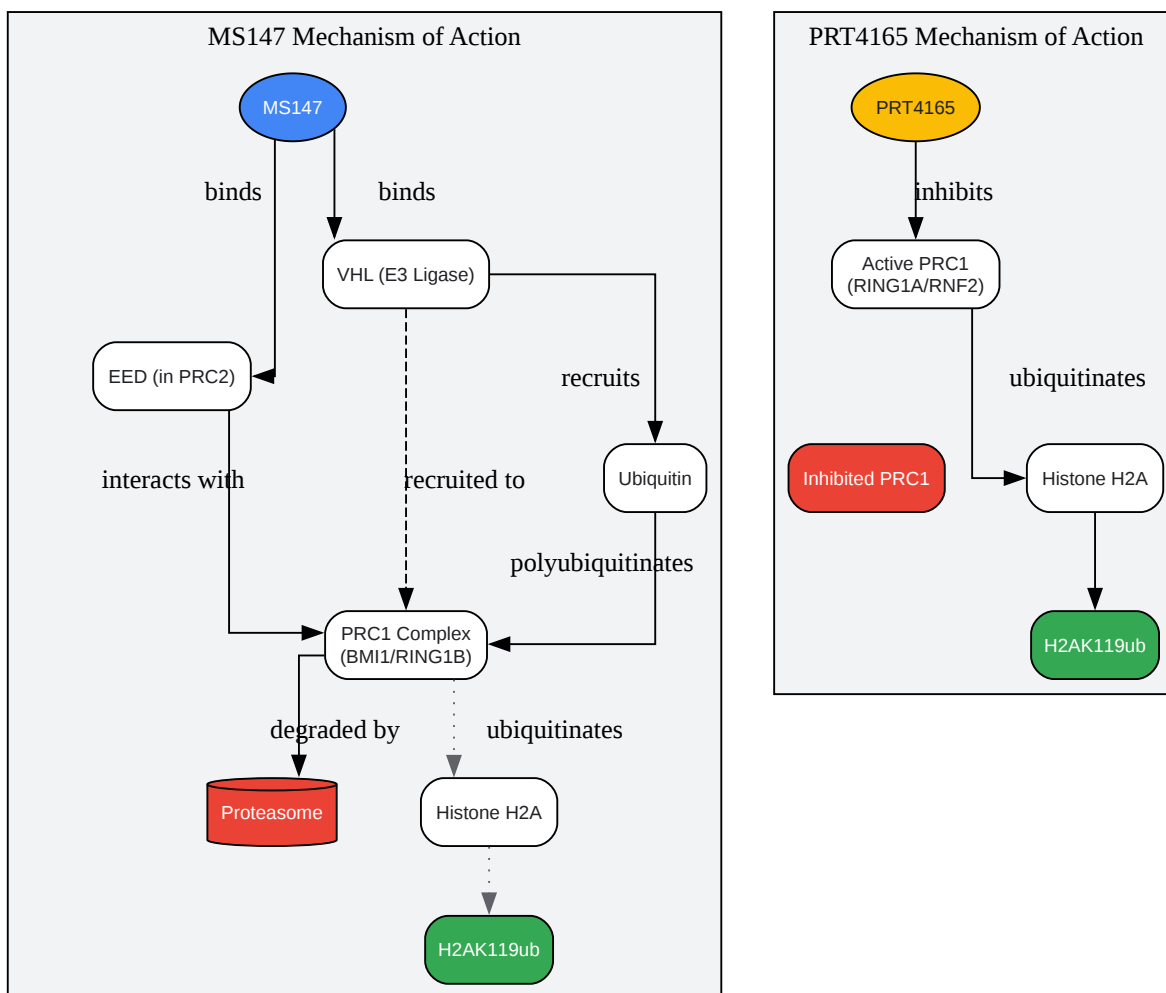 MS147 Mechanism of Action
MS147
binds
binds
VHL (E3 Ligase)
EED (in PRC2)
recruits
interacts with
recruited to
Ubiquitin
polyubiquitinates
PRC1 Complex
(BMI1/RING1B)
degraded by
ubiquitinates
Proteasome
Histone H2A
H2AK119ub
PRT4165 Mechanism of Action
PRT4165
inhibits
Active PRC1
(RING1A/RNF2)
ubiquitinates
Inhibited PRC1
Histone H2A
H2AK119ub